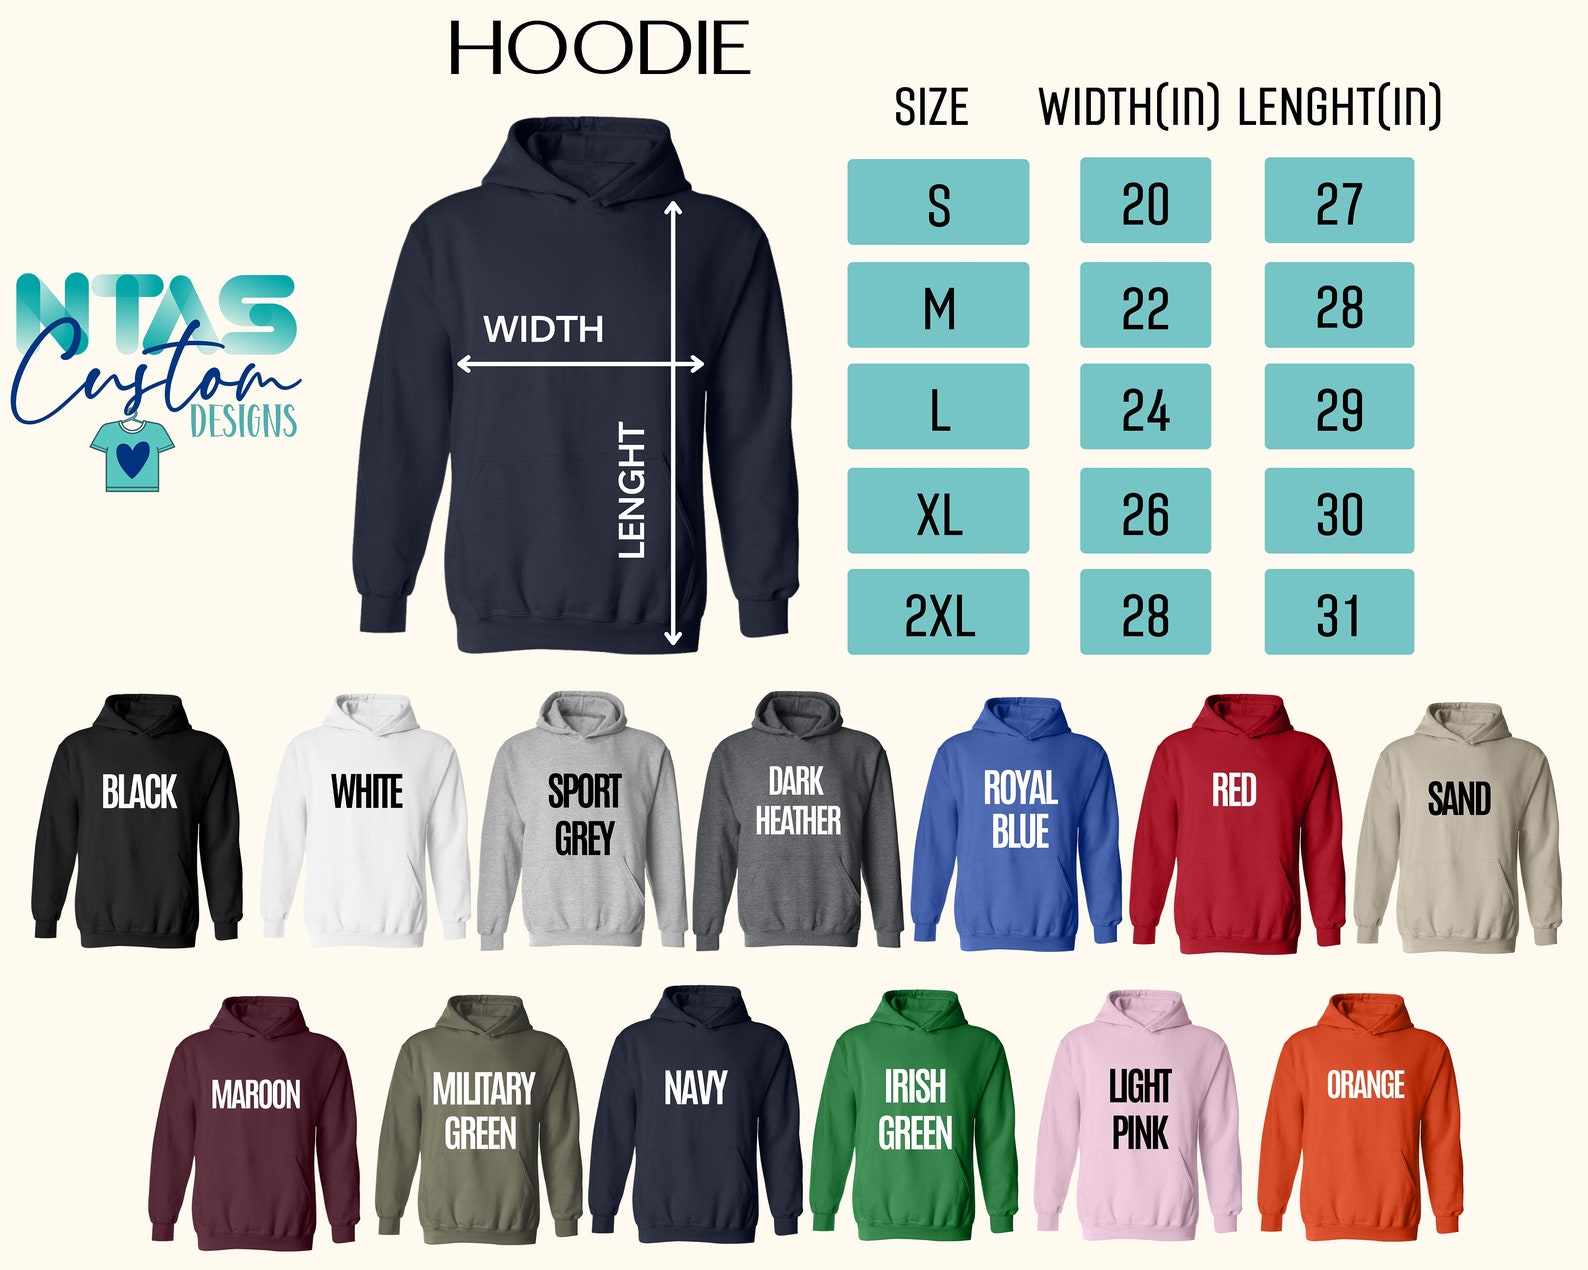 HOODIE
SIZE WIDTH(IN) LENGHT(IN)
S 20 27
M 22 28
L 24 29
XL 26 30
2XL 28 31
WIDTH
LENGHT
NTAS
Custom
DESIGNS
BLACK
WHITE
SPORT
GREY
DARK
HEATHER
ROYAL
BLUE
RED
SAND
MAROON
MILITARY
GREEN
NAVY
IRISH
GREEN
LIGHT
PINK
ORANGE